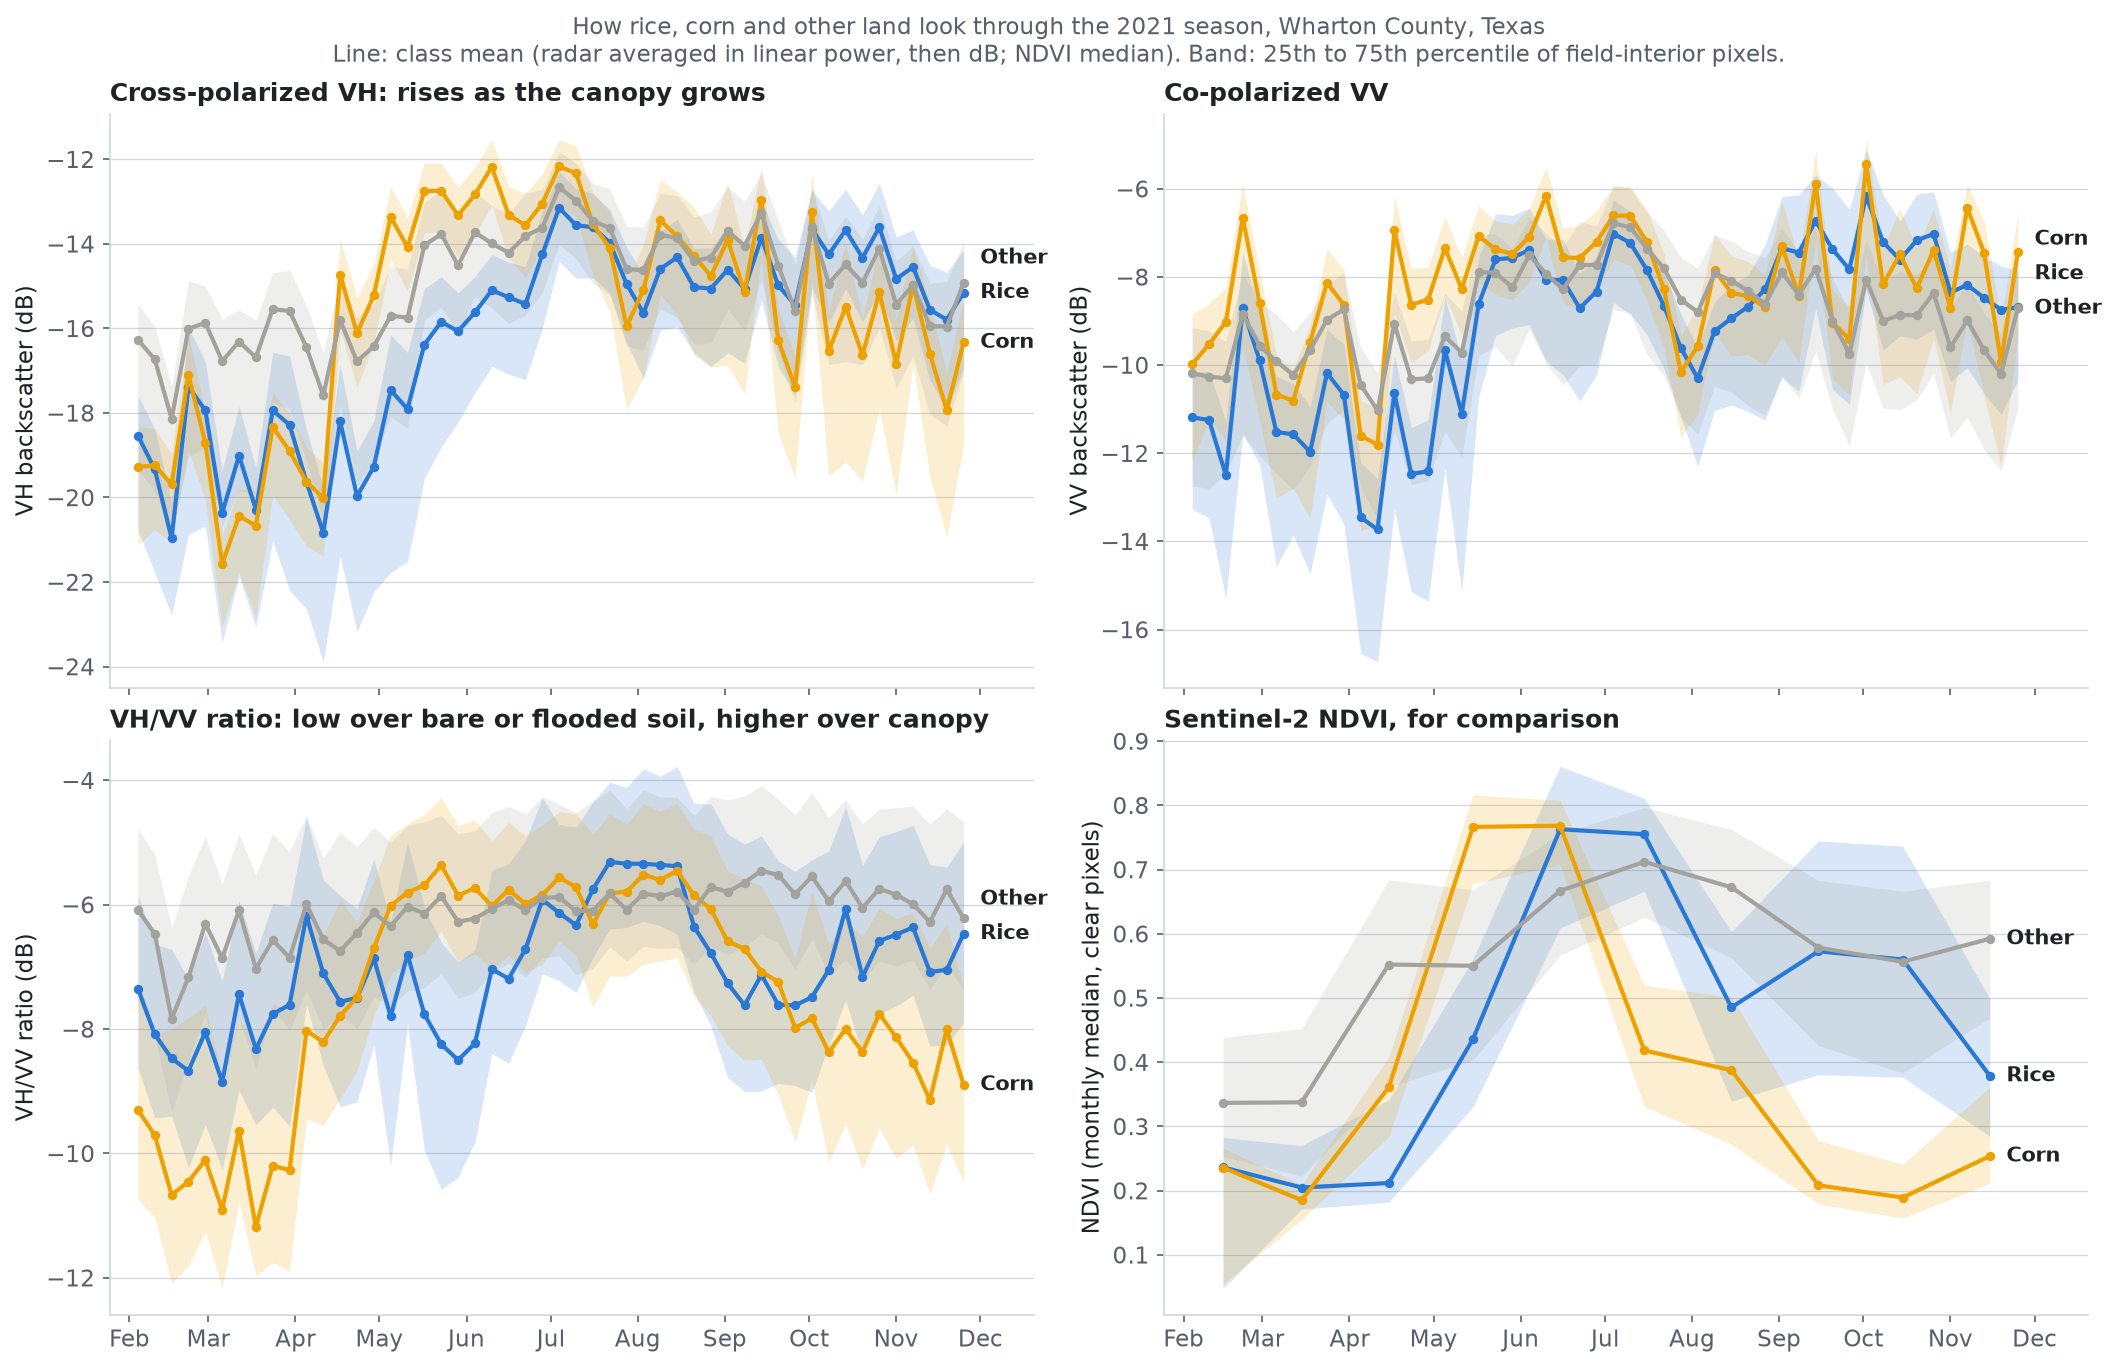 How rice, corn and other land look through the 2021 season, Wharton County, Texas
Line: class mean (radar averaged in linear power, then dB; NDVI median). Band: 25th to 75th percentile of field-interior pixels.
Cross-polarized VH: rises as the canopy grows
VH backscatter (dB)
−12
−14
−16
−18
−20
−22
−24
Other
Rice
Corn
Co-polarized VV
VV backscatter (dB)
−6
−8
−10
−12
−14
−16
Corn
Rice
Other
VH/VV ratio: low over bare or flooded soil, higher over canopy
VH/VV ratio (dB)
−4
−6
−8
−10
−12
Other
Rice
Corn
Feb Mar Apr May Jun Jul Aug Sep Oct Nov Dec
Sentinel-2 NDVI, for comparison
NDVI (monthly median, clear pixels)
0.9
0.8
0.7
0.6
0.5
0.4
0.3
0.2
0.1
Other
Rice
Corn
Feb Mar Apr May Jun Jul Aug Sep Oct Nov Dec